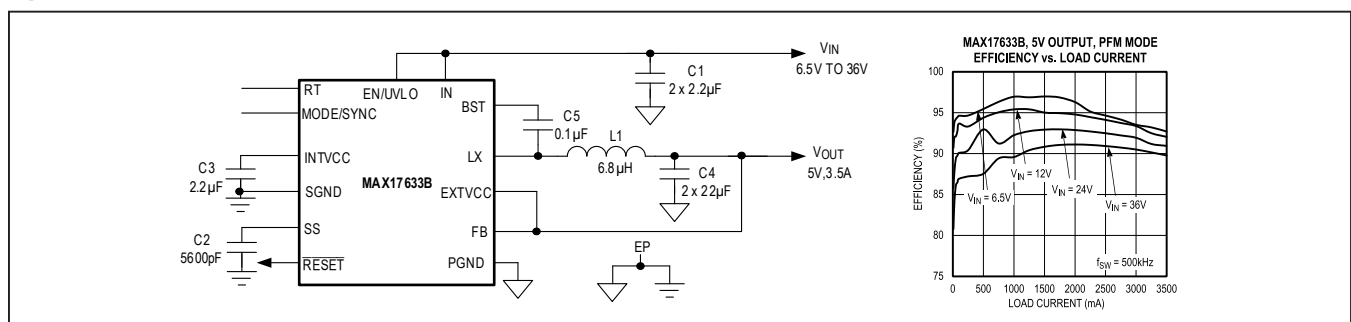 RT
MODE/SYNC
INTVCC
SGND
SS
RESET
EN/UVLO
IN
BST
LX
EXTVCC
FB
PGND
MAX17633B
C3
2.2µF
C2
5600pF
C1
2 x 2.2µF
VIN
6.5V TO 36V
C5
0.1µF
L1
6.8µH
C4
2 x 22µF
VOUT
5V,3.5A
EP
MAX17633B, 5V OUTPUT, PFM MODE
EFFICIENCY vs. LOAD CURRENT
EFFICIENCY (%)
100
95
90
85
80
75
VIN = 12V
VIN = 24V
VIN = 6.5V
VIN = 36V
fSW = 500kHz
0 500 1000 1500 2000 2500 3000 3500
LOAD CURRENT (mA)